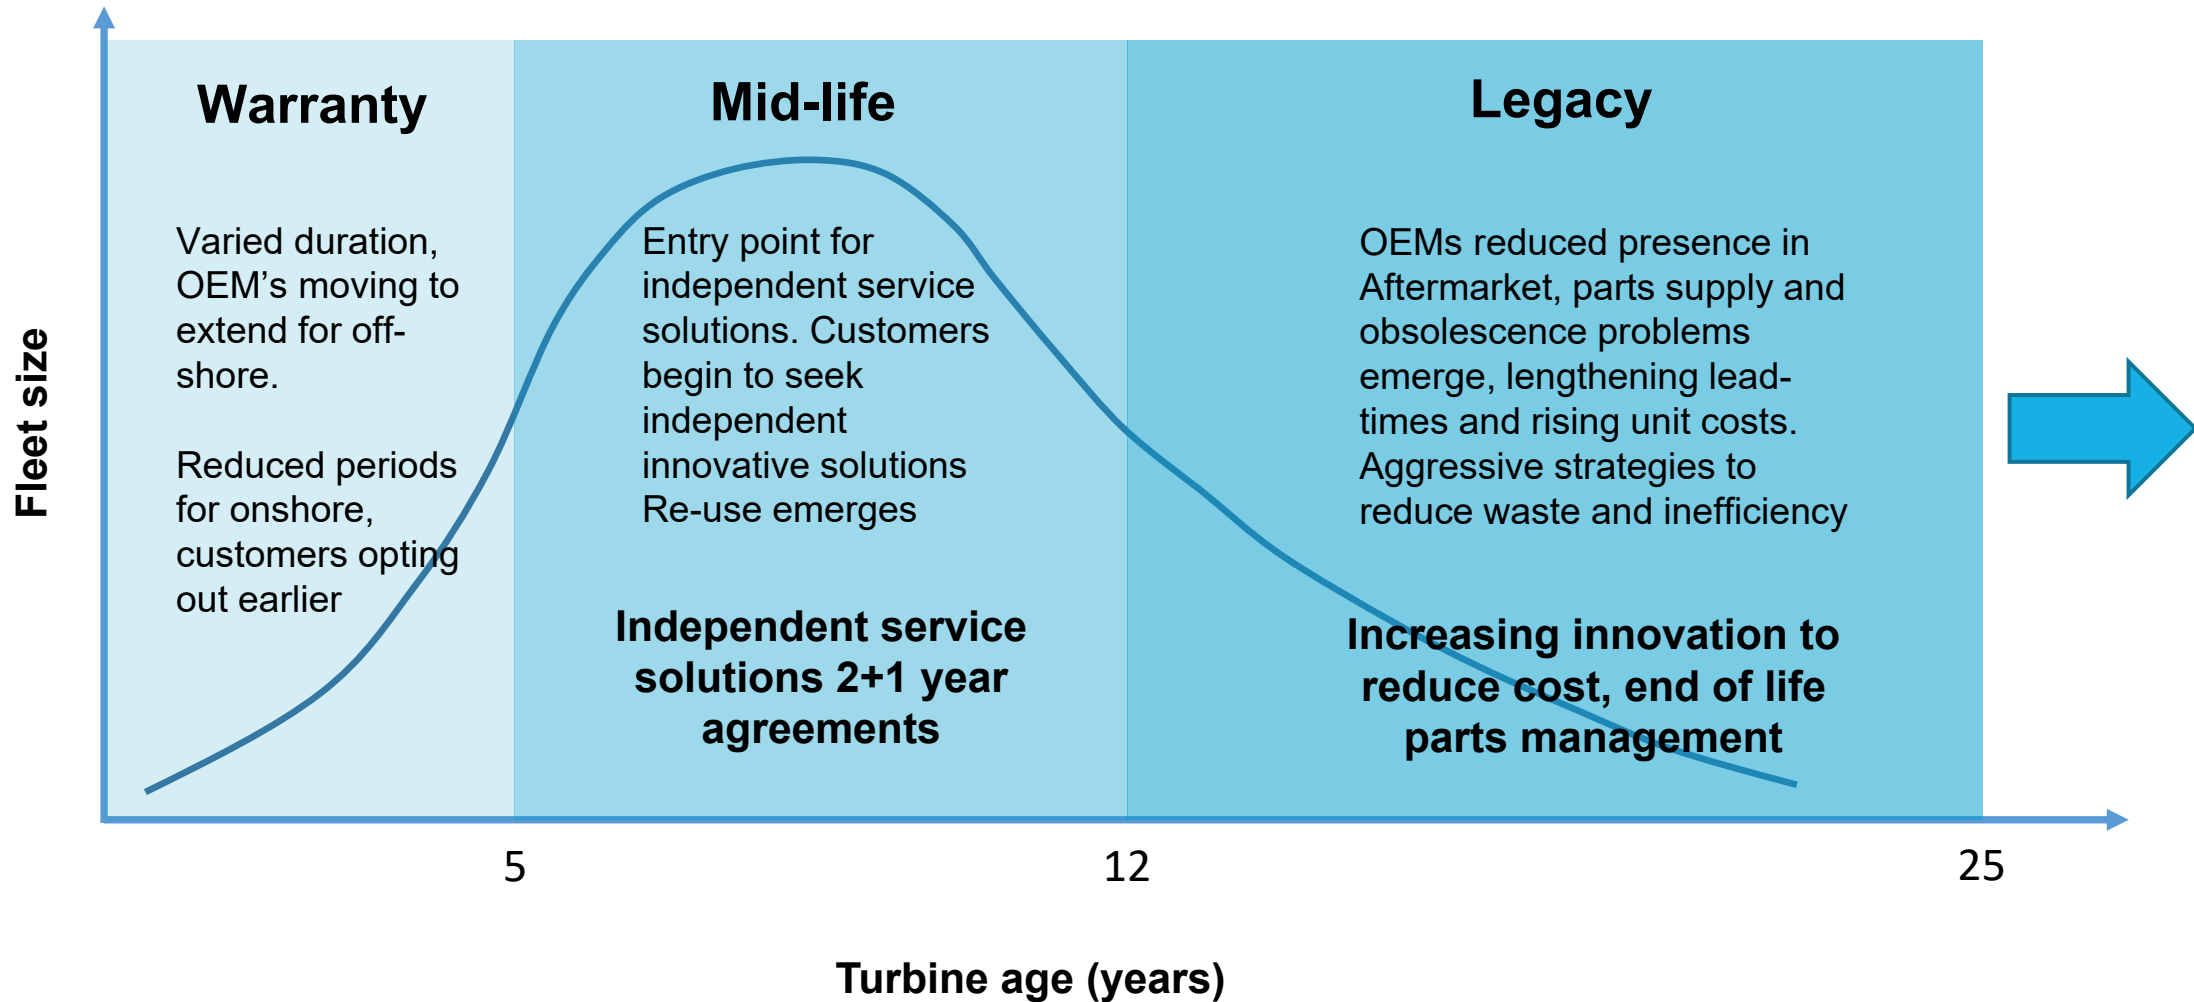 Warranty
Mid-life
Legacy
Varied duration,
OEM's moving to
extend for off-
shore.
Reduced periods
for onshore,
customers opting
out earlier
Entry point for
independent service
solutions. Customers
begin to seek
independent
innovative solutions
Re-use emerges
Independent service
solutions 2+1 year
agreements
OEMs reduced presence in
Aftermarket, parts supply and
obsolescence problems
emerge, lengthening lead-
times and rising unit costs.
Aggressive strategies to
reduce waste and inefficiency
Increasing innovation to
reduce cost, end of life
parts management
Fleet size
5
12
25
Turbine age (years)